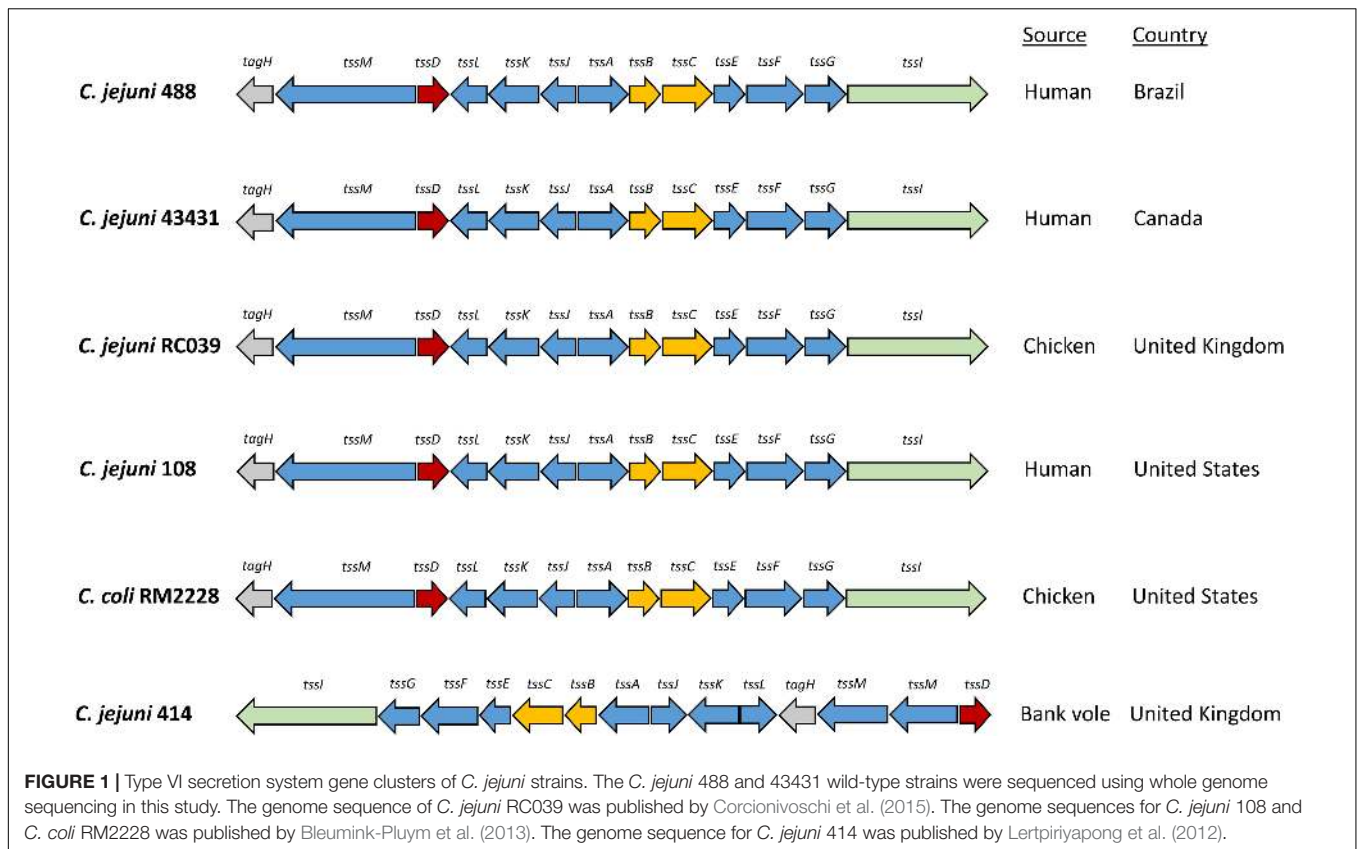 Source Country
tagH tssM tssD tssL tssK tssJ tssA tssB tssC tssE tssF tssG tssI
C. jejuni 488 Human Brazil
tagH tssM tssD tssL tssK tssJ tssA tssB tssC tssE tssF tssG tssI
C. jejuni 43431 Human Canada
tagH tssM tssD tssL tssK tssJ tssA tssB tssC tssE tssF tssG tssI
C. jejuni RC039 Chicken United Kingdom
tagH tssM tssD tssL tssK tssJ tssA tssB tssC tssE tssF tssG tssI
C. jejuni 108 Human United States
tagH tssM tssD tssL tssK tssJ tssA tssB tssC tssE tssF tssG tssI
C. coli RM2228 Chicken United States
tssI tssG tssF tssE tssC tssB tssA tssJ tssK tssL tagH tssM tssM tssD
C. jejuni 414 Bank vole United Kingdom
FIGURE 1 | Type VI secretion system gene clusters of C. jejuni strains. The C. jejuni 488 and 43431 wild-type strains were sequenced using whole genome
sequencing in this study. The genome sequence of C. jejuni RC039 was published by Corcionivoschi et al. (2015). The genome sequences for C. jejuni 108 and
C. coli RM2228 was published by Bleumink-Pluym et al. (2013). The genome sequence for C. jejuni 414 was published by Lertpiriyapong et al. (2012).